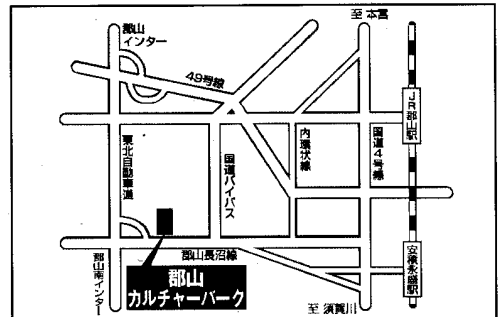 至 本宮
郡山
インター
49号線
JR郡山駅
東北自動車道
国道バイパス
内環状線
国道4号線
郡山長沼線
郡山南インター
郡山
カルチャーパーク
安積永盛駅
至 須賀川